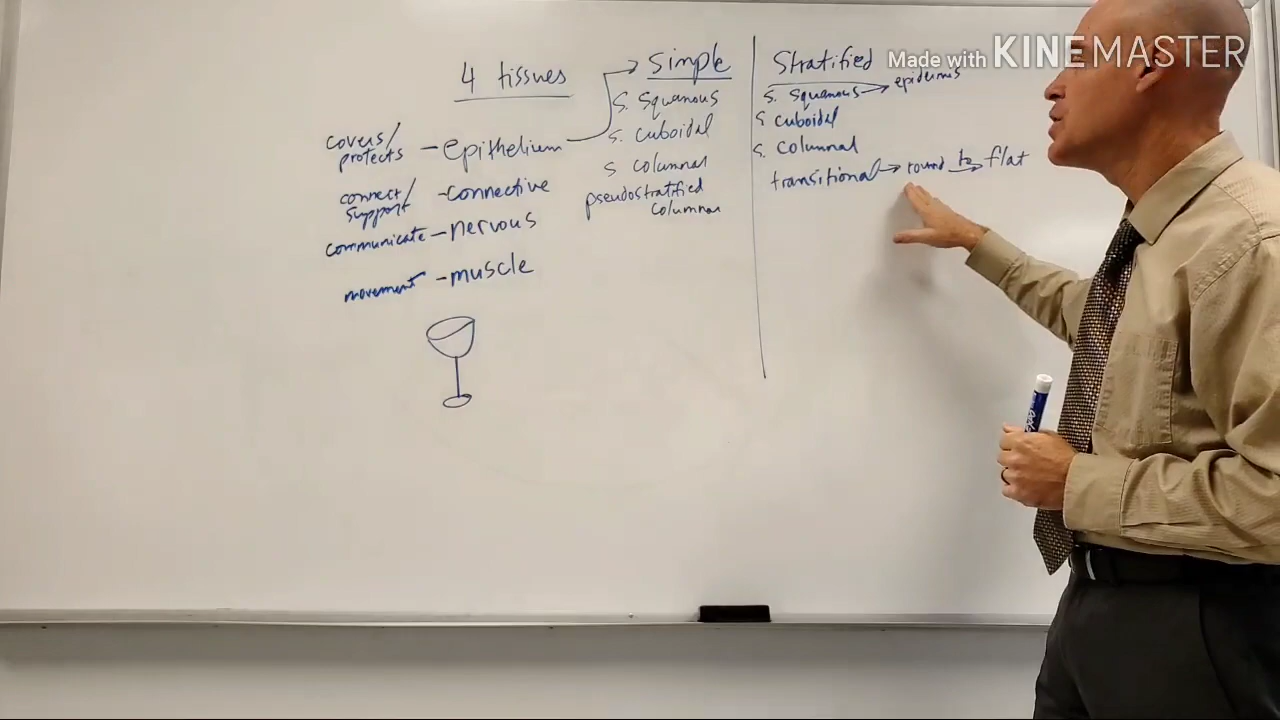 Made with KINEMASTER
4 tissues
covers/
protects - epithelium
connect/
support - connective
communicate - nervous
movement - muscle
Simple
s. squamous
s. cuboidal
s columnar
pseudostratified
columnar
Stratified
s. squamous → epidermis
s cuboidal
s. columnal
transitional → round to → flat